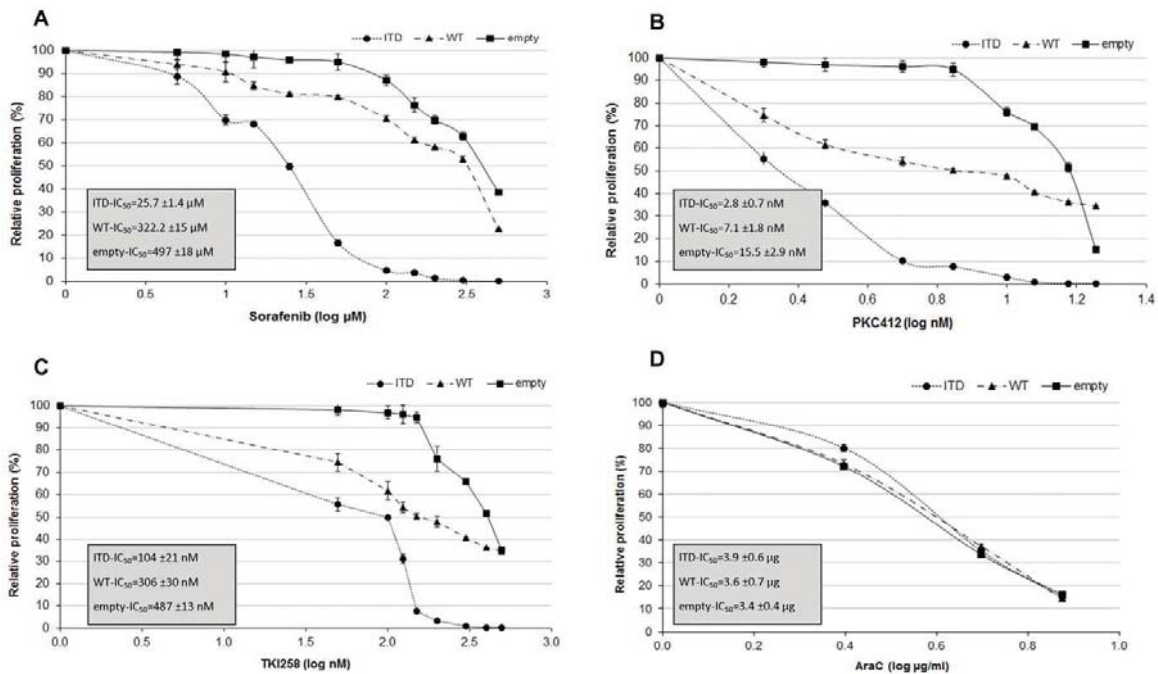 A
ITD WT empty
Relative proliferation (%)
100
90
80
70
60
50
40
30
20
10
0
ITD-IC50=25.7 ±1.4 µM
WT-IC50=322.2 ±15 µM
empty-IC50=497 ±18 µM
0 0.5 1 1.5 2 2.5 3
Sorafenib (log µM)
B
ITD WT empty
Relative proliferation (%)
100
90
80
70
60
50
40
30
20
10
0
ITD-IC50=2.8 ±0.7 nM
WT-IC50=7.1 ±1.8 nM
empty-IC50=15.5 ±2.9 nM
0 0.2 0.4 0.6 0.8 1 1.2 1.4
PKC412 (log nM)
C
ITD WT empty
Relative proliferation (%)
100
90
80
70
60
50
40
30
20
10
0
ITD-IC50=104 ±21 nM
WT-IC50=306 ±30 nM
empty-IC50=487 ±13 nM
0.0 0.5 1.0 1.5 2.0 2.5 3.0
TKI258 (log nM)
D
ITD WT empty
Relative proliferation (%)
100
90
80
70
60
50
40
30
20
10
0
ITD-IC50=3.9 ±0.6 µg
WT-IC50=3.6 ±0.7 µg
empty-IC50=3.4 ±0.4 µg
0.0 0.4 0.6 0.8 1.0
AraC (log µg/ml)